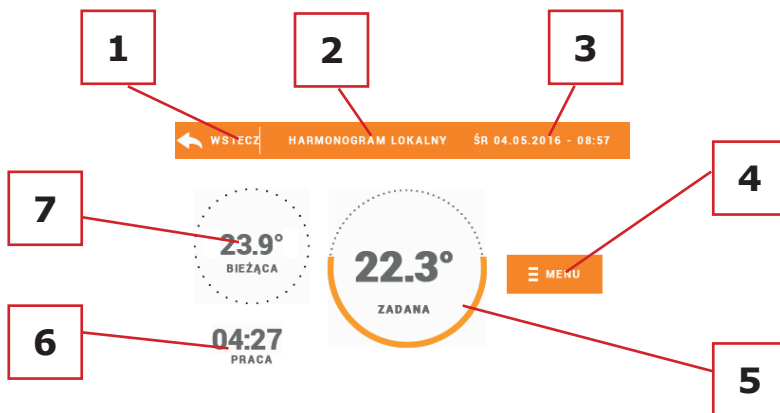 1
2
3
WSTECZ HARMONOGRAM LOKALNY ŚR 04.05.2016 - 08:57
7
4
23.9°
BIEŻĄCA
22.3°
ZADANA
MENU
6
04:27
PRACA
5